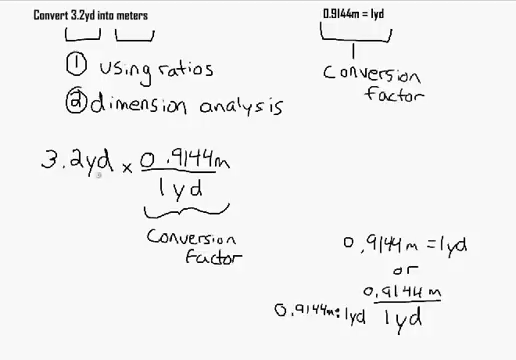 Convert 3.2yd into meters
0.9144m = 1yd
① using ratios
② dimension analysis
Conversion
factor
3.2yd × 0.9144m
1yd
Conversion
factor
0.9144m = 1yd
or
0.9144m
1yd
0.9144m:1yd